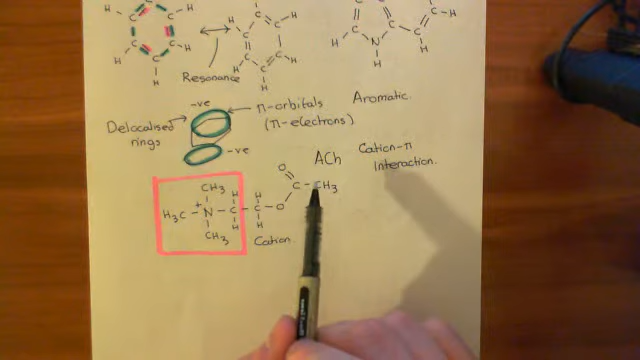 Resonance
-ve
π-orbitals
(π-electrons)
Aromatic.
Delocalised
rings
-ve
ACh
Cation-π
Interaction.
O
CH3
H H
C CH3
H3C - N+ - C - C - O
H H
CH3
Cation